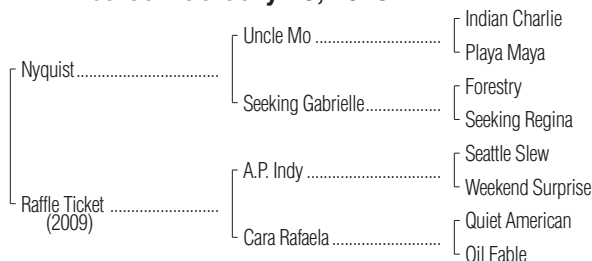 Indian Charlie
Uncle Mo
Playa Maya
Nyquist
Forestry
Seeking Gabrielle
Seeking Regina
Seattle Slew
A.P. Indy
Weekend Surprise
Raffle Ticket
(2009)
Quiet American
Cara Rafaela
Oil Fable